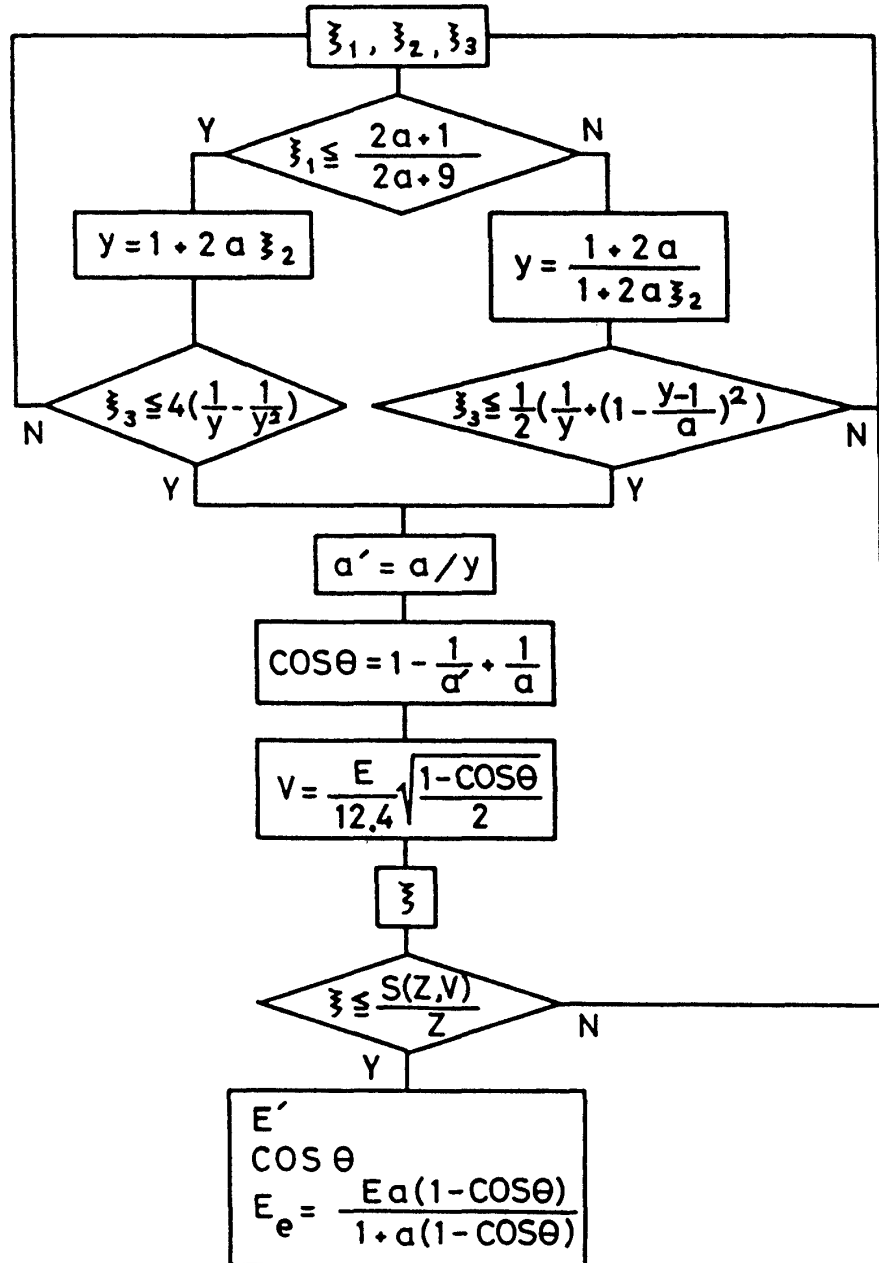 ξ₁, ξ₂, ξ₃
Y
N
ξ₁ ≤ (2a+1)/(2a+9)
y = 1 + 2a ξ₂
y = (1+2a)/(1+2aξ₂)
ξ₃ ≤ 4(1/y - 1/y²)
ξ₃ ≤ 1/2(1/y + (1 - (y-1)/a)²)
N
N
Y
Y
a′ = a/y
COSθ = 1 - 1/a′ + 1/a
V = E/12.4 √((1-COSθ)/2)
ξ
ξ ≤ S(Z,V)/Z
N
Y
E′
COS θ
Eₑ = Ea(1-COSθ)/(1+a(1-COSθ))